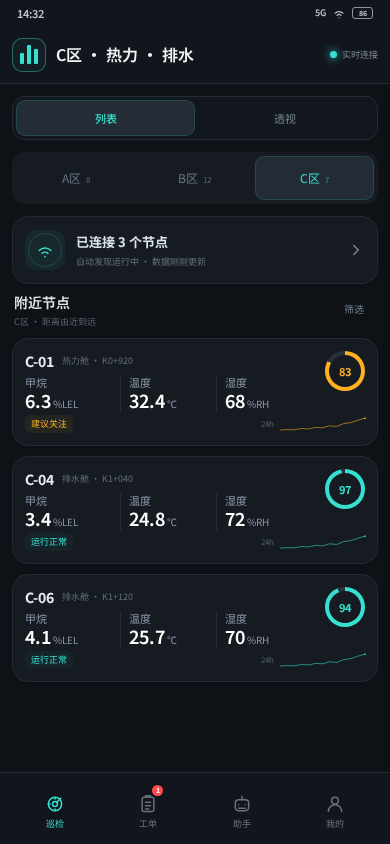 14:32
5G
86
C区 • 热力 • 排水
实时连接
列表
透视
A区 8
B区 12
C区 7
已连接 3 个节点
自动发现运行中 • 数据刚刚更新
附近节点
筛选
C区 • 距离由近到远
C-01 热力舱 • K0+920
83
甲烷 温度 湿度
6.3 %LEL 32.4 ℃ 68 %RH
建议关注
24h
C-04 排水舱 • K1+040
97
甲烷 温度 湿度
3.4 %LEL 24.8 ℃ 72 %RH
运行正常
24h
C-06 排水舱 • K1+120
94
甲烷 温度 湿度
4.1 %LEL 25.7 ℃ 70 %RH
运行正常
24h
1
巡检
工单
助手
我的